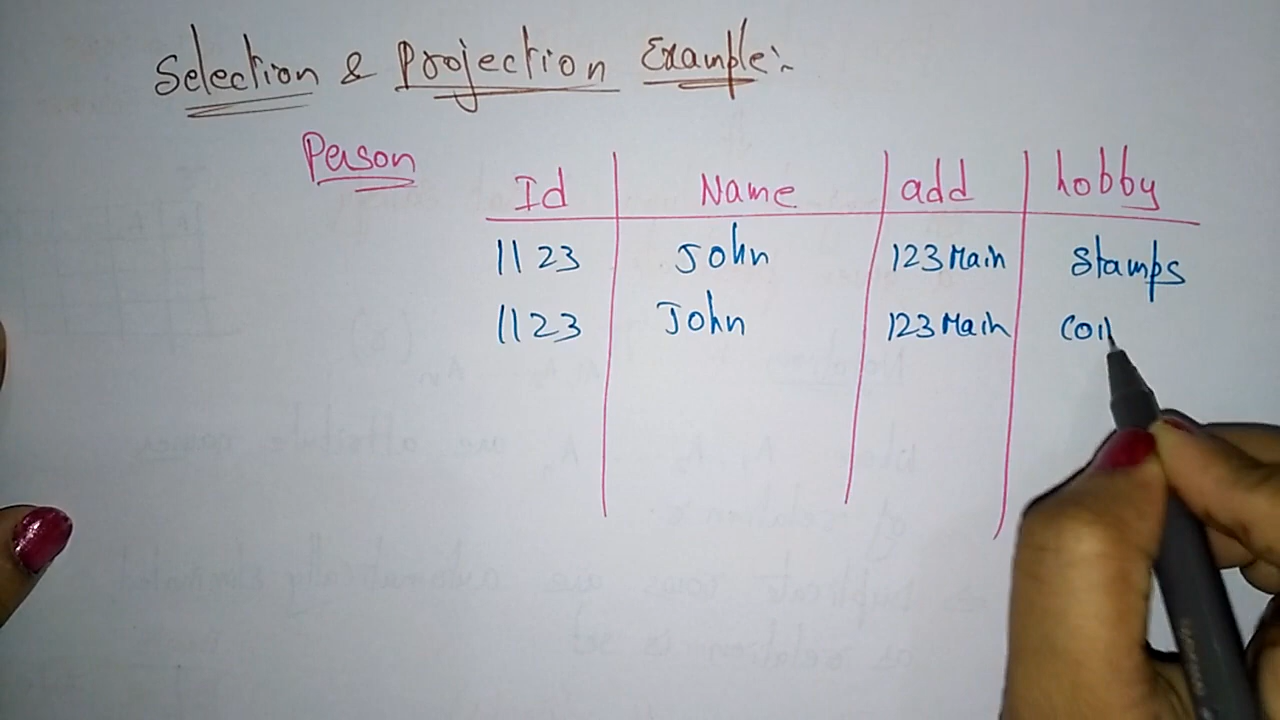 Selection & Projection Example:-
Person
Id Name add hobby
1123 John 123 Main Stamps
1123 John 123 Main Coi